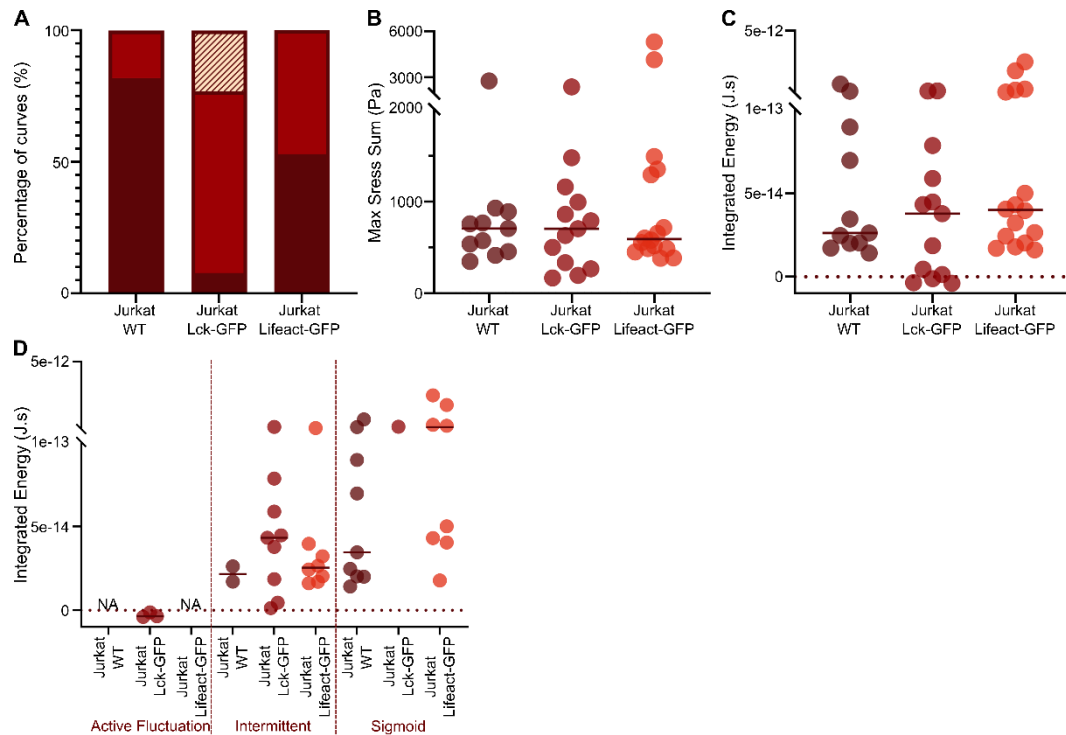 A
Percerntage of curves (%)
100
50
0
Jurkat
WT
Jurkat
Lck-GFP
Jurkat
Lifeact-GFP
B
Max Sress Sum (Pa)
6000
3000
2000
1000
0
Jurkat
WT
Jurkat
Lck-GFP
Jurkat
Lifeact-GFP
C
Integrated Energy (J.s)
5e-12
1e-13
5e-14
0
Jurkat
WT
Jurkat
Lck-GFP
Jurkat
Lifeact-GFP
D
Integrated Energy (J.s)
5e-12
1e-13
5e-14
0
NA
NA
Jurkat
WT
Jurkat
Lck-GFP
Jurkat
Lifeact-GFP
Jurkat
WT
Jurkat
Lck-GFP
Jurkat
Lifeact-GFP
Jurkat
WT
Jurkat
Lck-GFP
Jurkat
Lifeact-GFP
Active Fluctuation
Intermittent
Sigmoid